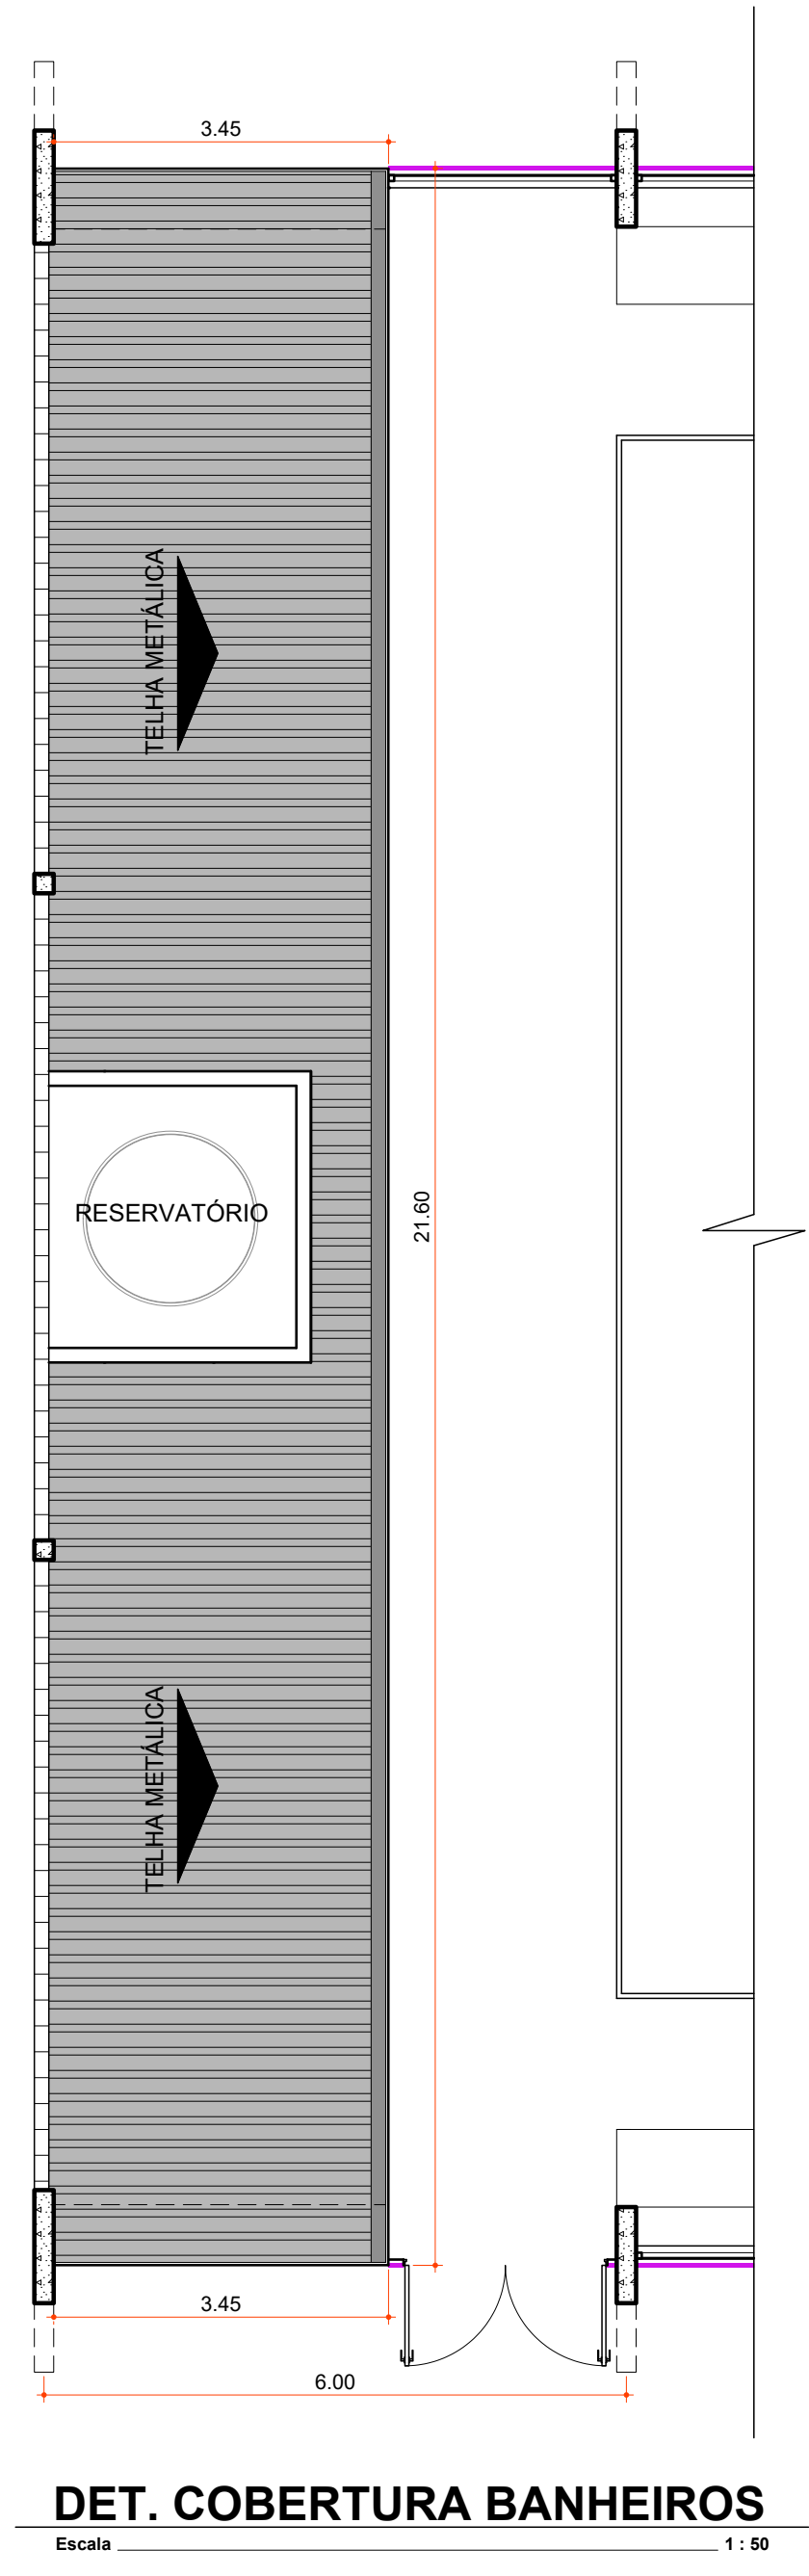 3.45
TELHA METÁLICA
RESERVATÓRIO
21.60
TELHA METÁLICA
3.45
6.00
DET. COBERTURA BANHEIROS
Escala 1 : 50